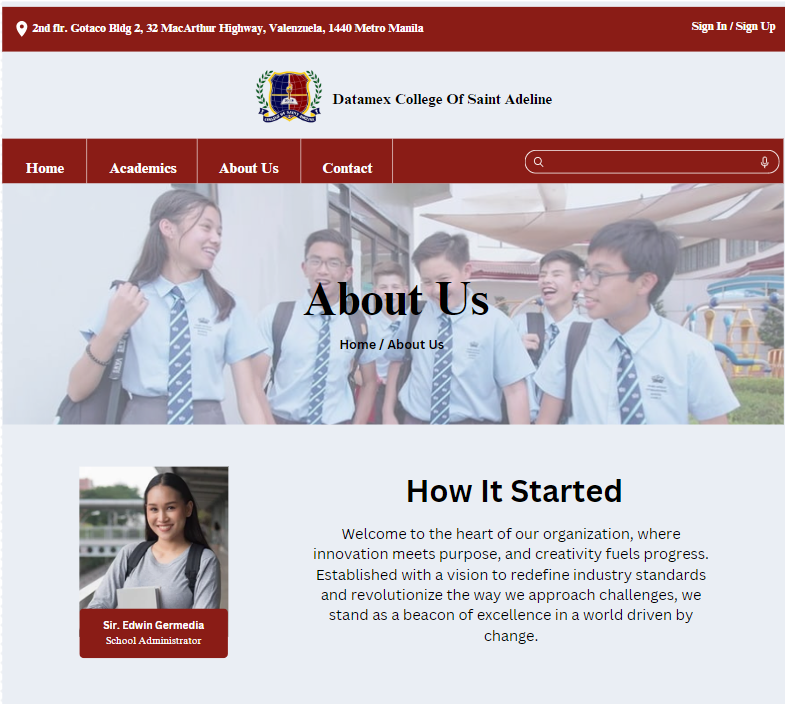 2nd flr. Gotaco Bldg 2, 32 MacArthur Highway, Valenzuela, 1440 Metro Manila
Sign In / Sign Up
Datamex College Of Saint Adeline
Home
Academics
About Us
Contact
About Us
Home / About Us
How It Started
Welcome to the heart of our organization, where
innovation meets purpose, and creativity fuels progress.
Established with a vision to redefine industry standards
and revolutionize the way we approach challenges, we
stand as a beacon of excellence in a world driven by
change.
Sir. Edwin Germedia
School Administrator